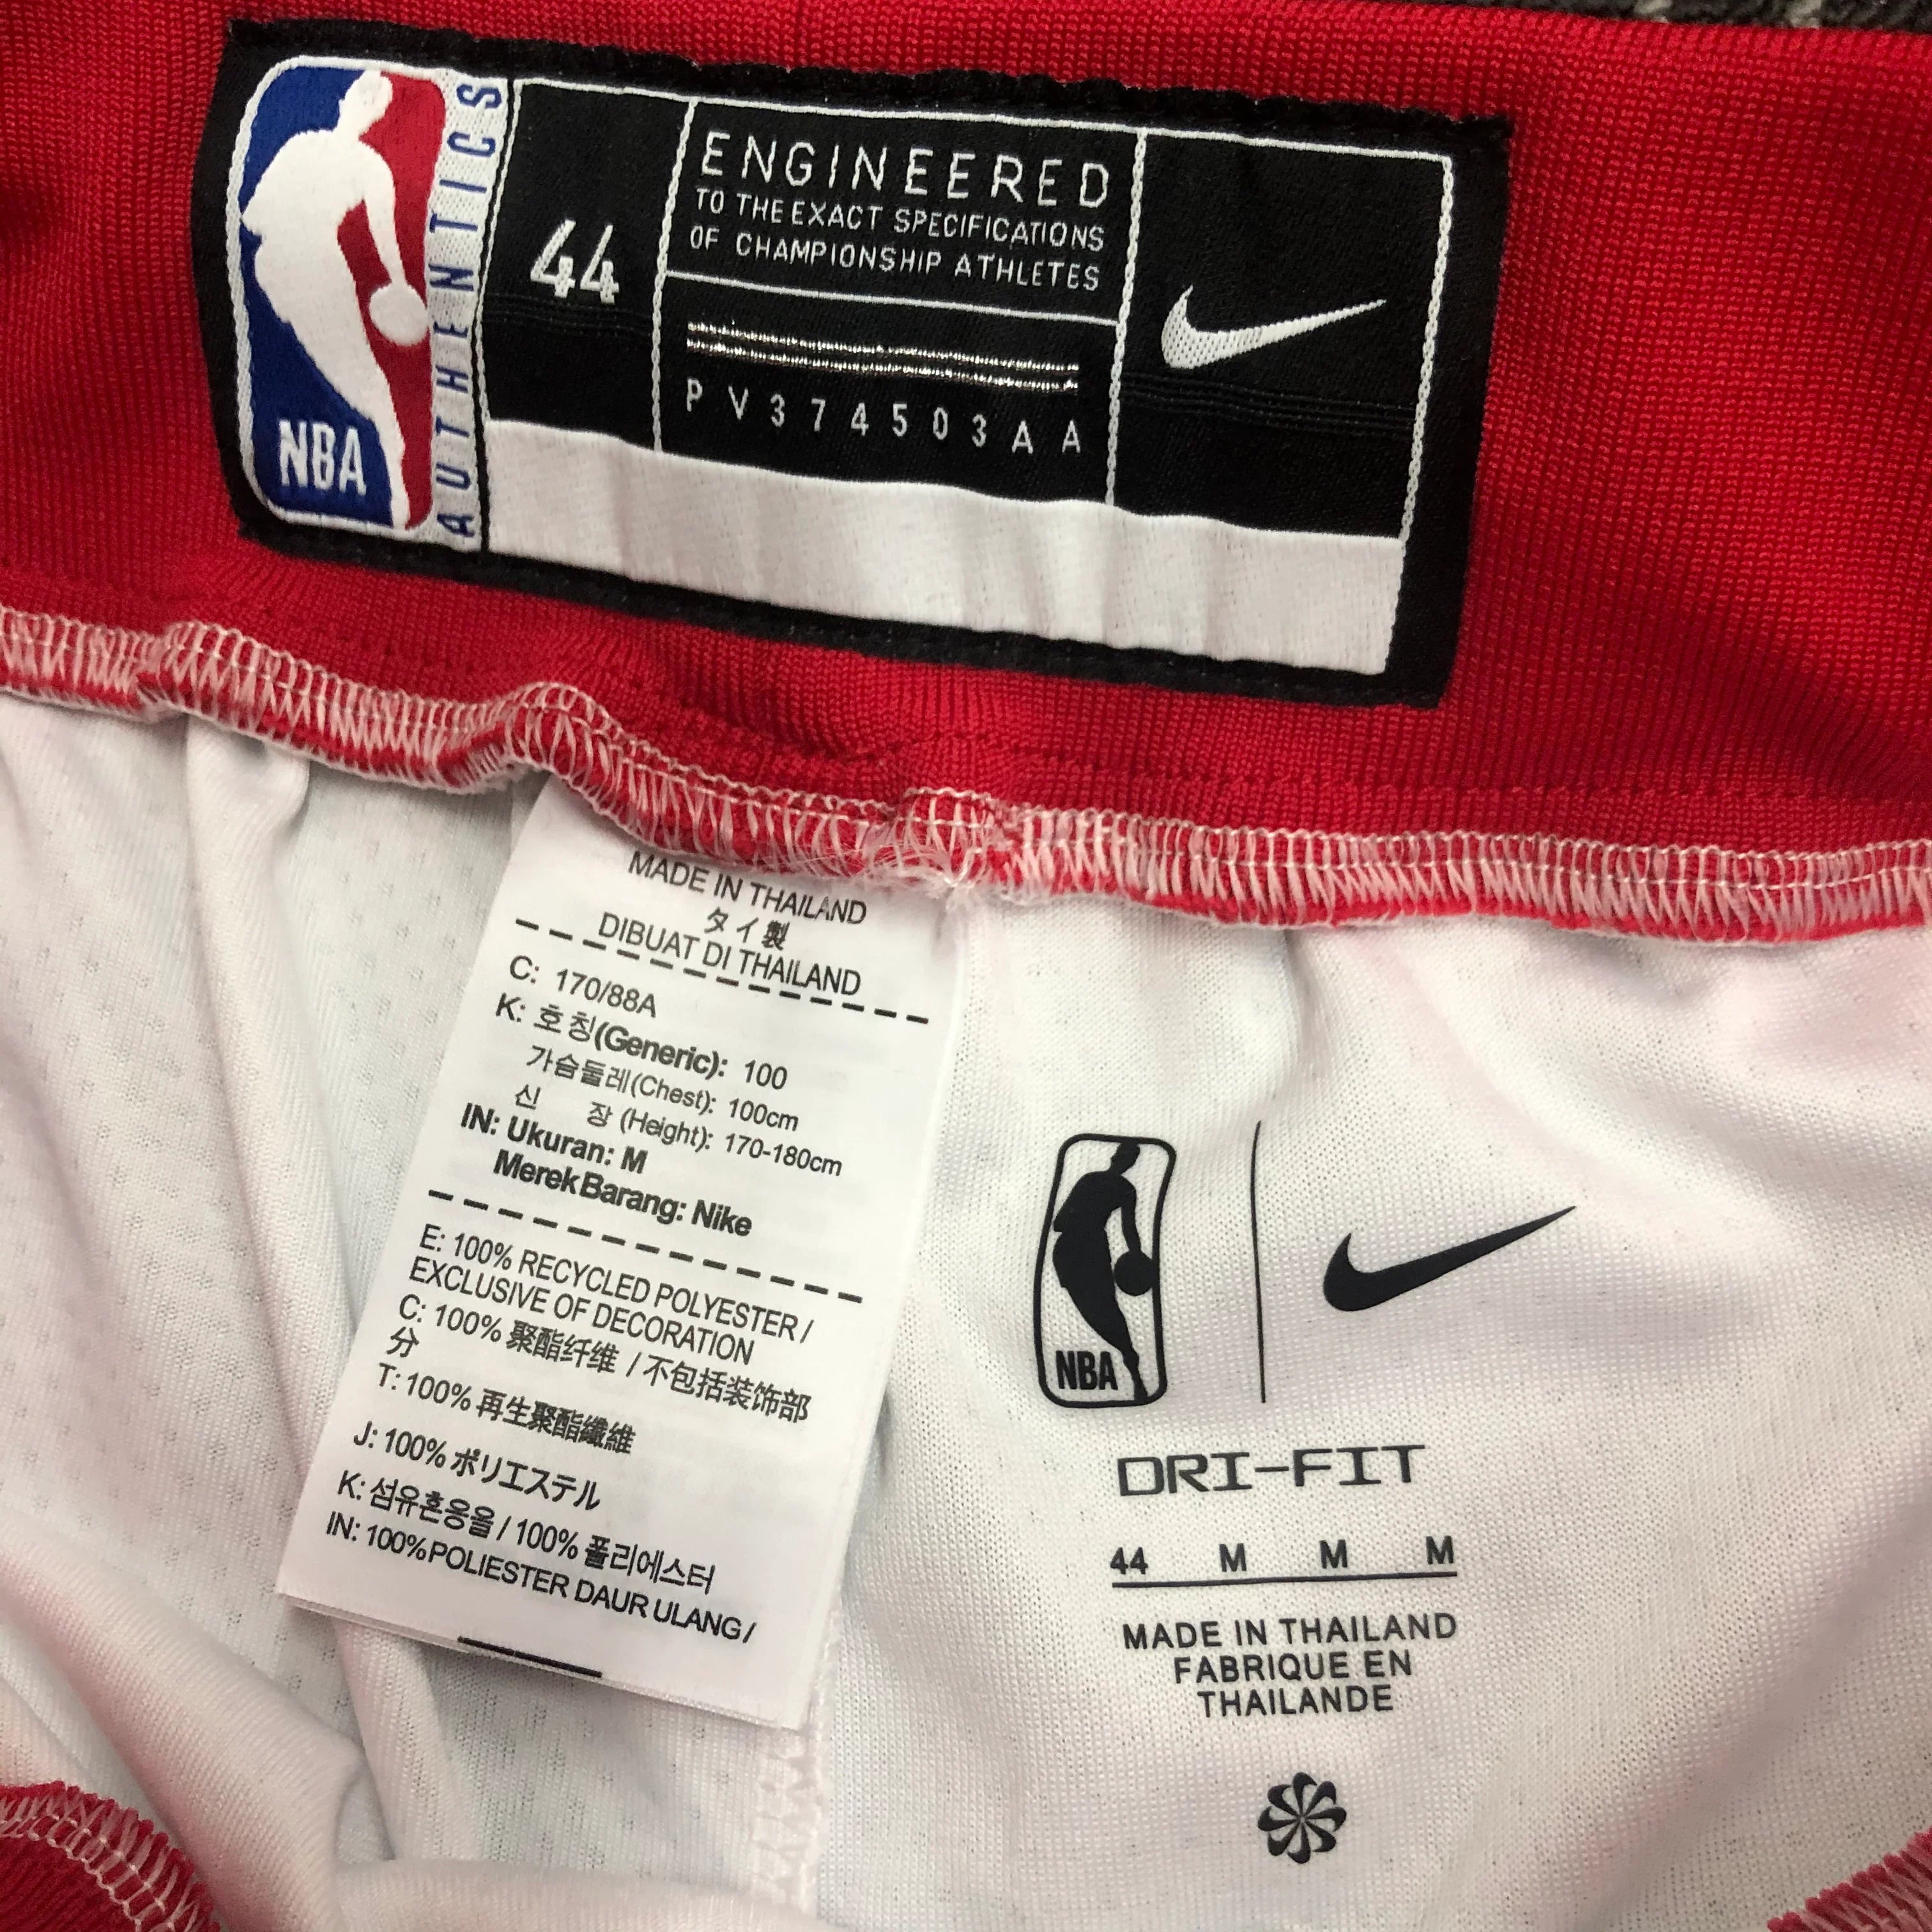 NBA
AUTHENTICS
44
ENGINEERED
TO THE EXACT SPECIFICATIONS
OF CHAMPIONSHIP ATHLETES
PV374503AA
MADE IN THAILAND
タイ製
DIBUAT DI THAILAND
C: 170/88A
K: 호칭(Generic): 100
가슴둘레(Chest): 100cm
신 장 (Height): 170-180cm
IN: Ukuran: M
Merek Barang: Nike
E: 100% RECYCLED POLYESTER /
EXCLUSIVE OF DECORATION
C: 100% 聚酯纤维 / 不包括装饰部
分
T: 100% 再生聚酯纖維
J: 100% ポリエステル
K: 섬유혼용율 / 100% 폴리에스터
IN: 100% POLIESTER DAUR ULANG /
NBA
DRI-FIT
44 M M M
MADE IN THAILAND
FABRIQUE EN
THAILANDE